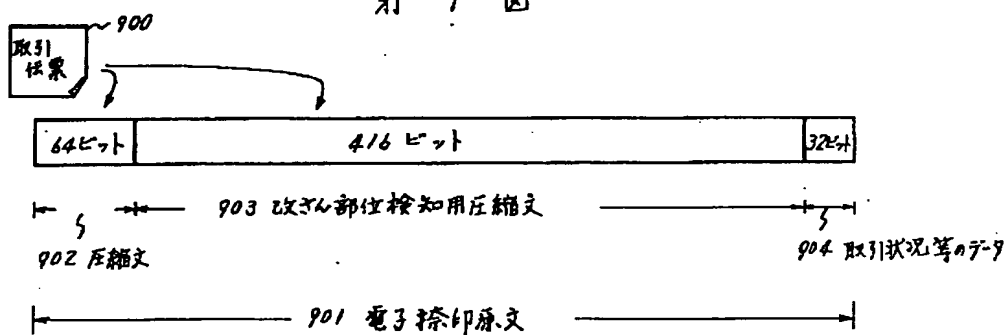 900
取引
伝票
64ビット
416 ビット
32ビット
903 改ざん部位検知用圧縮文
902 圧縮文
904 取引状況等のデータ
901 電子捺印原文